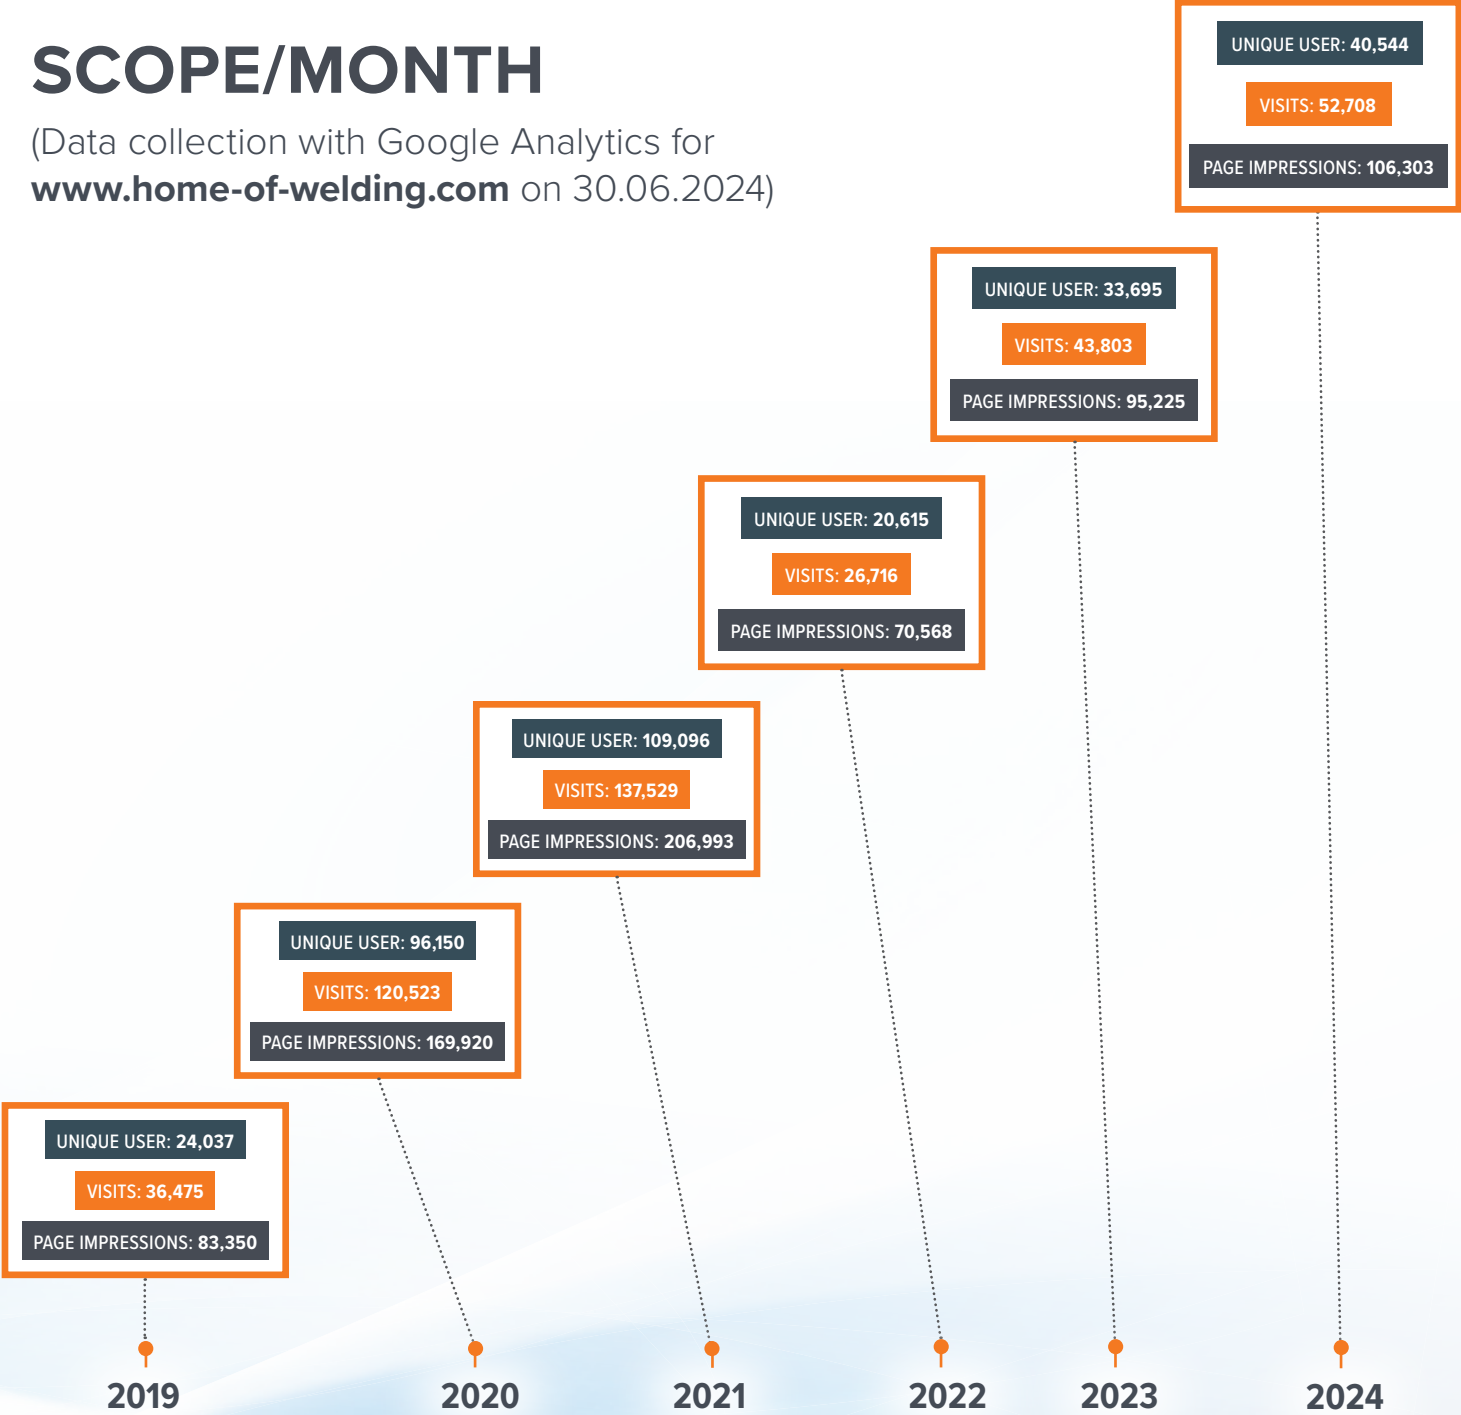 SCOPE/MONTH
(Data collection with Google Analytics for
www.home-of-welding.com on 30.06.2024)
UNIQUE USER: 40,544
VISITS: 52,708
PAGE IMPRESSIONS: 106,303
UNIQUE USER: 33,695
VISITS: 43,803
PAGE IMPRESSIONS: 95,225
UNIQUE USER: 20,615
VISITS: 26,716
PAGE IMPRESSIONS: 70,568
UNIQUE USER: 109,096
VISITS: 137,529
PAGE IMPRESSIONS: 206,993
UNIQUE USER: 96,150
VISITS: 120,523
PAGE IMPRESSIONS: 169,920
UNIQUE USER: 24,037
VISITS: 36,475
PAGE IMPRESSIONS: 83,350
2019 2020 2021 2022 2023 2024